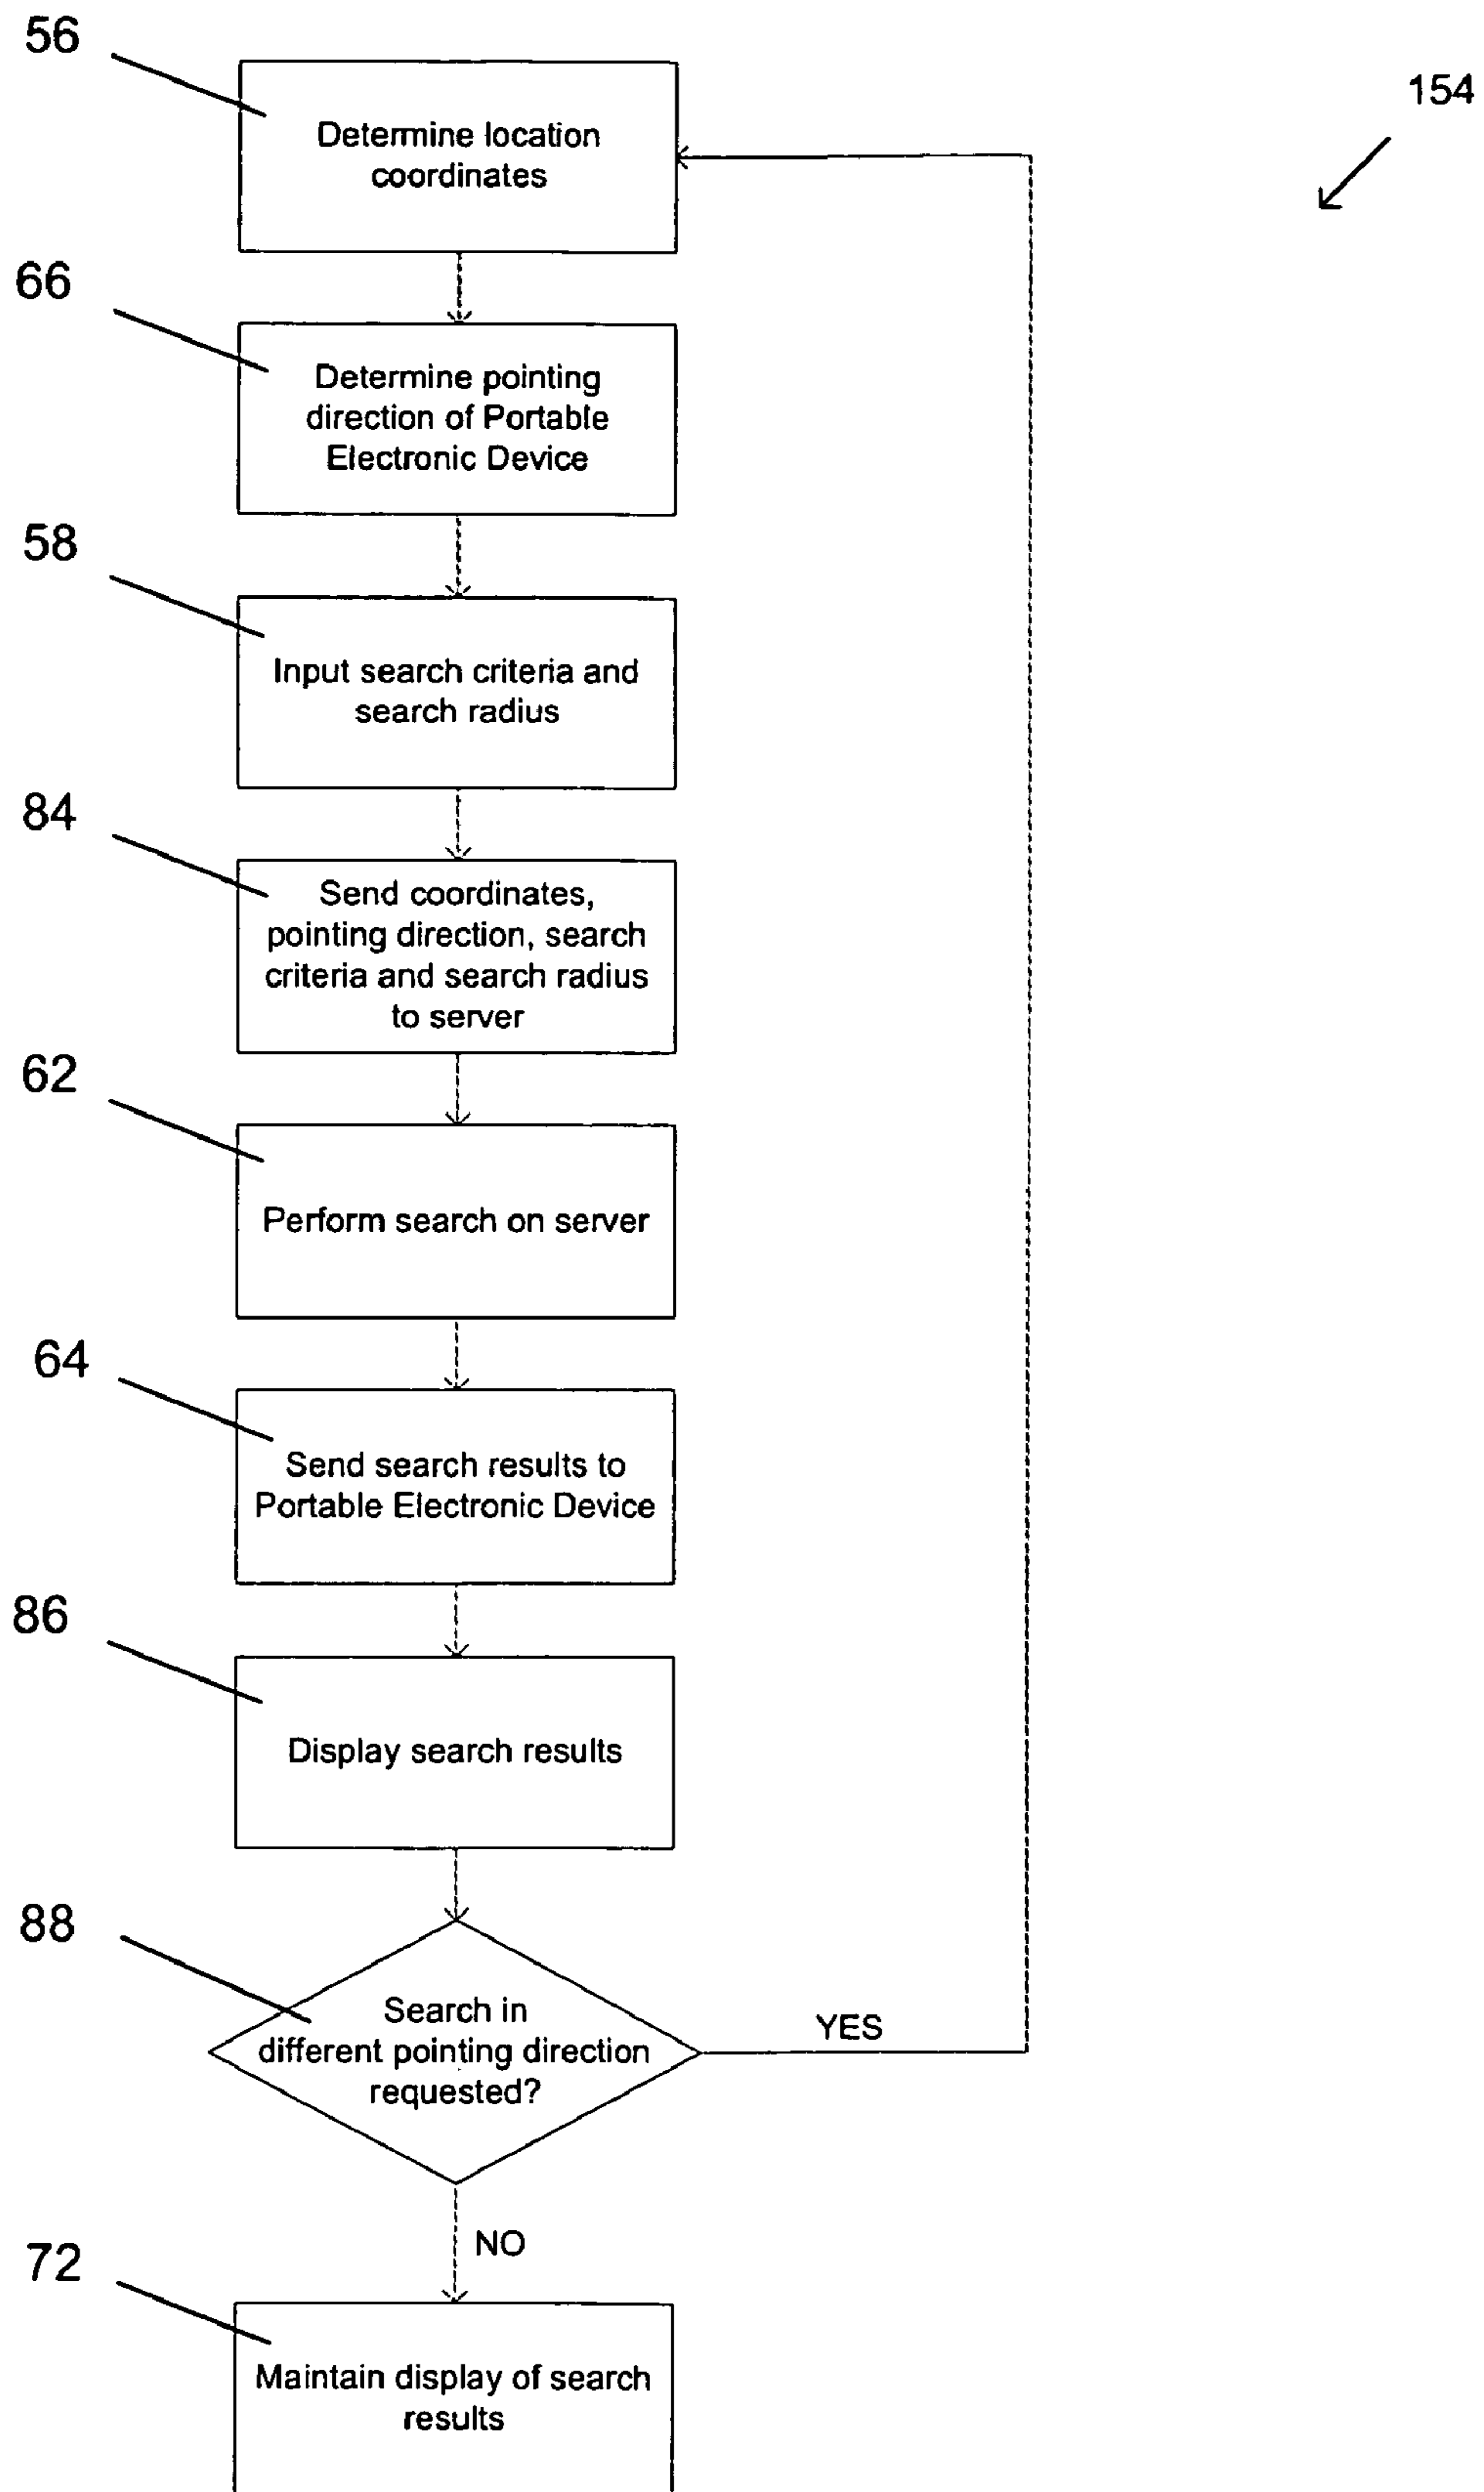 56
154
Determine location
coordinates
66
Determine pointing
direction of Portable
Electronic Device
58
Input search criteria and
search radius
84
Send coordinates,
pointing direction, search
criteria and search radius
to server
62
Perform search on server
64
Send search results to
Portable Electronic Device
86
Display search results
88
Search in
different pointing direction
requested?
YES
NO
72
Maintain display of search
results